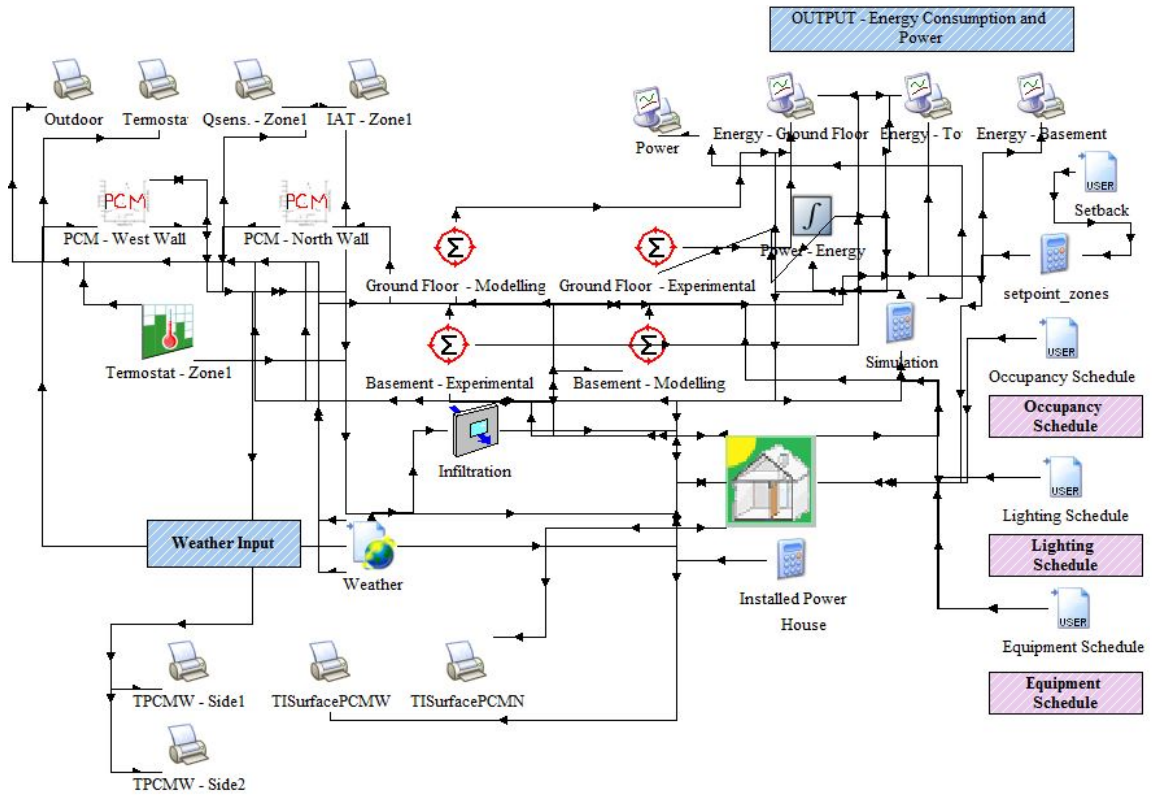 OUTPUT - Energy Consumption and
Power
Outdoor
Termosta
Qsens. - Zone1
IAT - Zone1
Power
Energy - Ground Floor
Energy - To
Energy - Basement
USER
Setback
PCM
PCM - West Wall
PCM
PCM - North Wall
Σ
Ground Floor - Modelling
Σ
Ground Floor - Experimental
∫
Power - Energy
setpoint_zones
Termostat - Zone1
Σ
Basement - Experimental
Σ
Basement - Modelling
Simulation
USER
Occupancy Schedule
Occupancy
Schedule
Infiltration
USER
Lighting Schedule
Lighting
Schedule
Weather Input
Weather
Installed Power
House
USER
Equipment Schedule
Equipment
Schedule
TPCMW - Side1
TISurfacePCMW
TISurfacePCMN
TPCMW - Side2